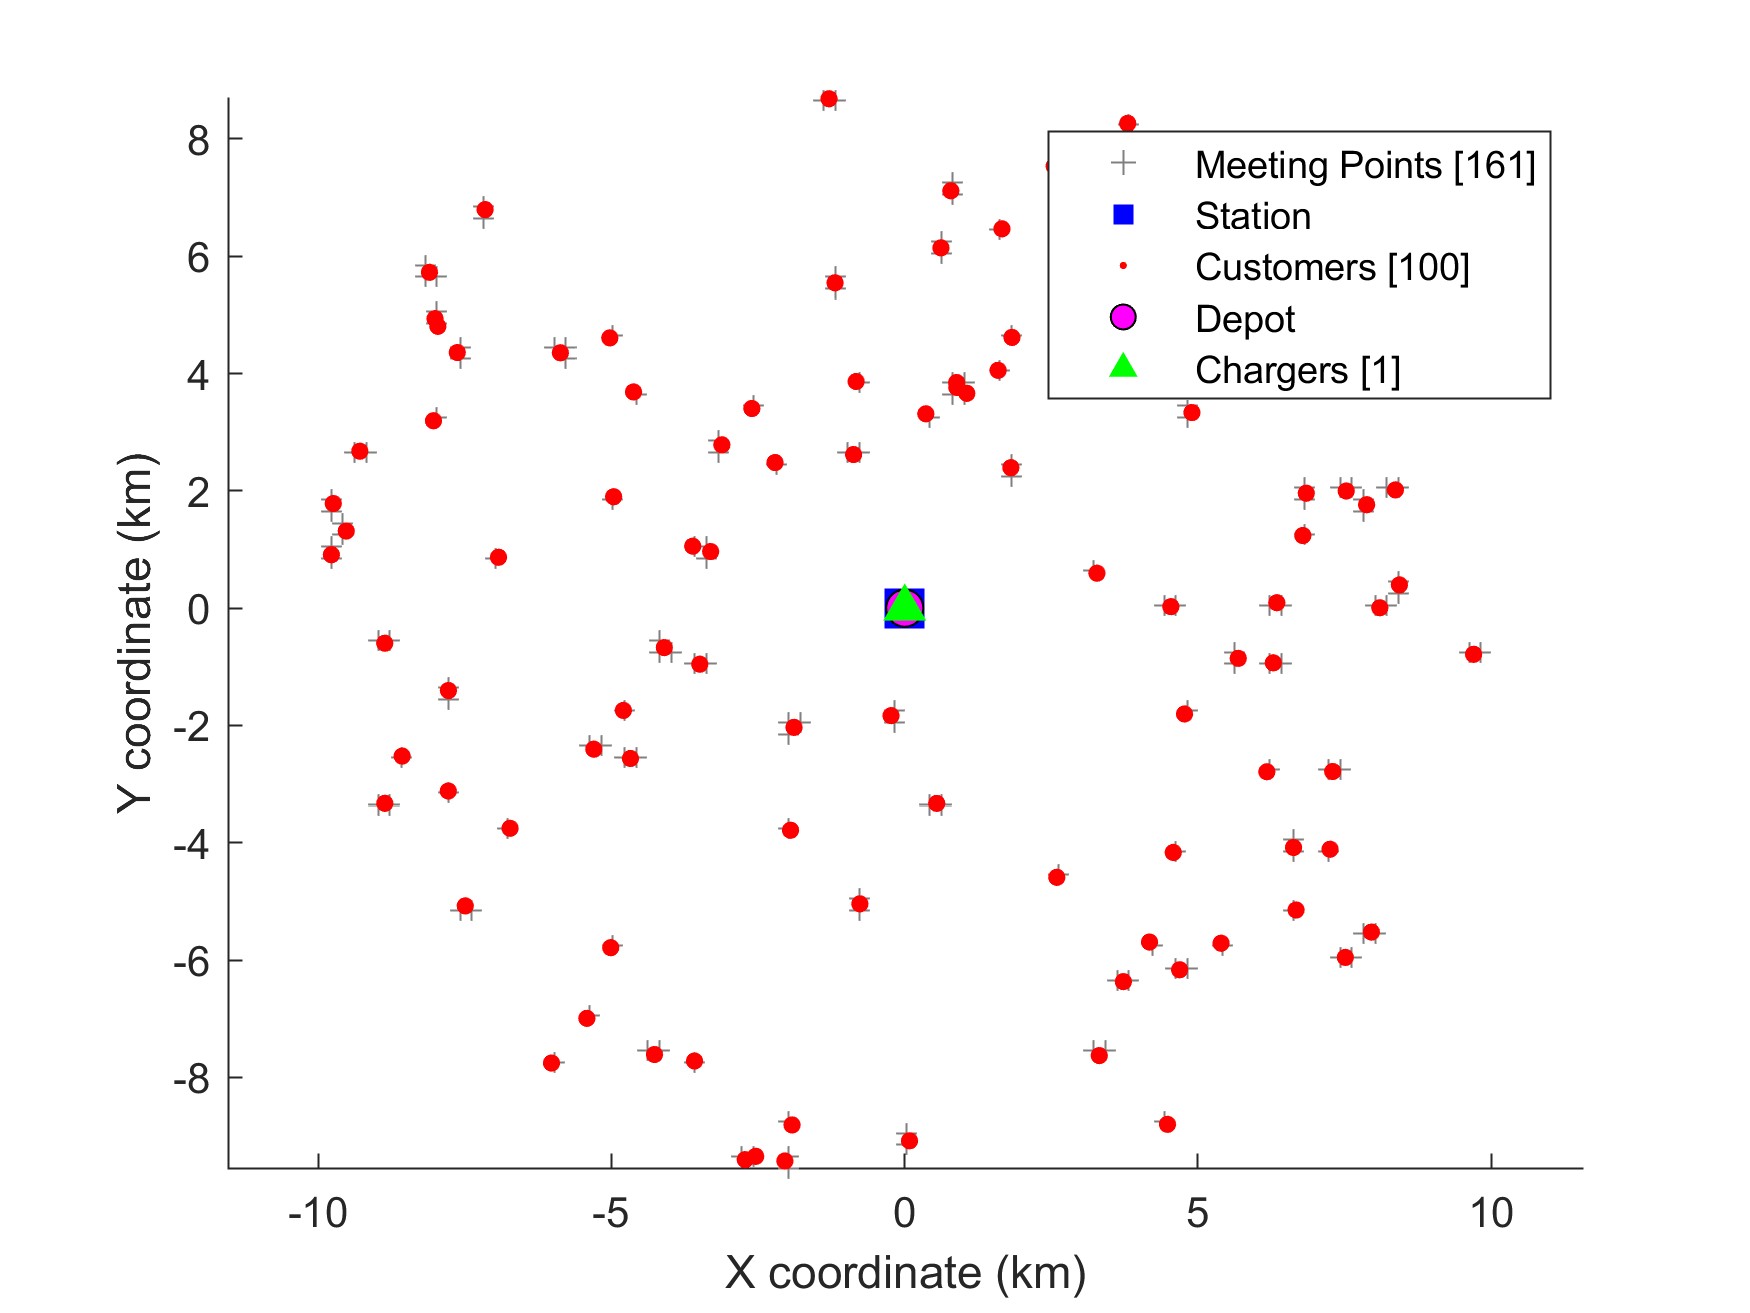 8
6
4
2
0
-2
-4
-6
-8
Y coordinate (km)
Meeting Points [161]
Station
Customers [100]
Depot
Chargers [1]
-10
-5
0
5
10
X coordinate (km)